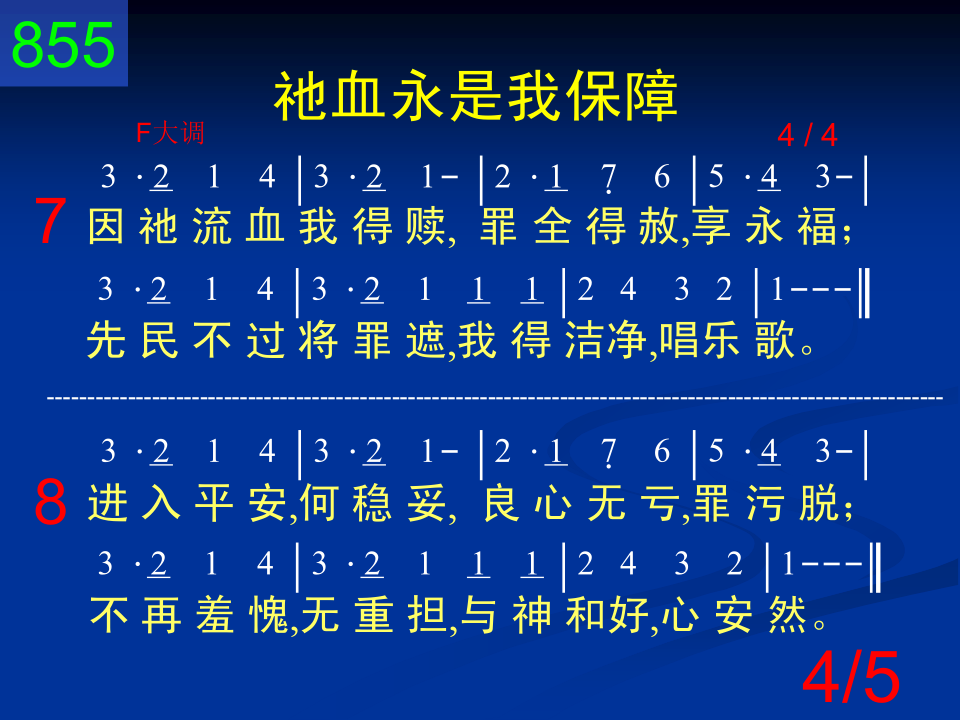 855
祂血永是我保障
F大调 4 / 4
3 · 2 1 4 | 3 · 2 1 - | 2 · 1 7̣ 6 | 5 · 4 3 - |
7 因祂流血我得赎, 罪全得赦,享永福;
3 · 2 1 4 | 3 · 2 1 1 1 | 2 4 3 2 | 1 - - - ‖
先民不过将罪遮,我得洁净,唱乐歌。
3 · 2 1 4 | 3 · 2 1 - | 2 · 1 7̣ 6 | 5 · 4 3 - |
8 进入平安,何稳妥, 良心无亏,罪污脱;
3 · 2 1 4 | 3 · 2 1 1 1 | 2 4 3 2 | 1 - - - ‖
不再羞愧,无重担,与神和好,心安然。
4/5